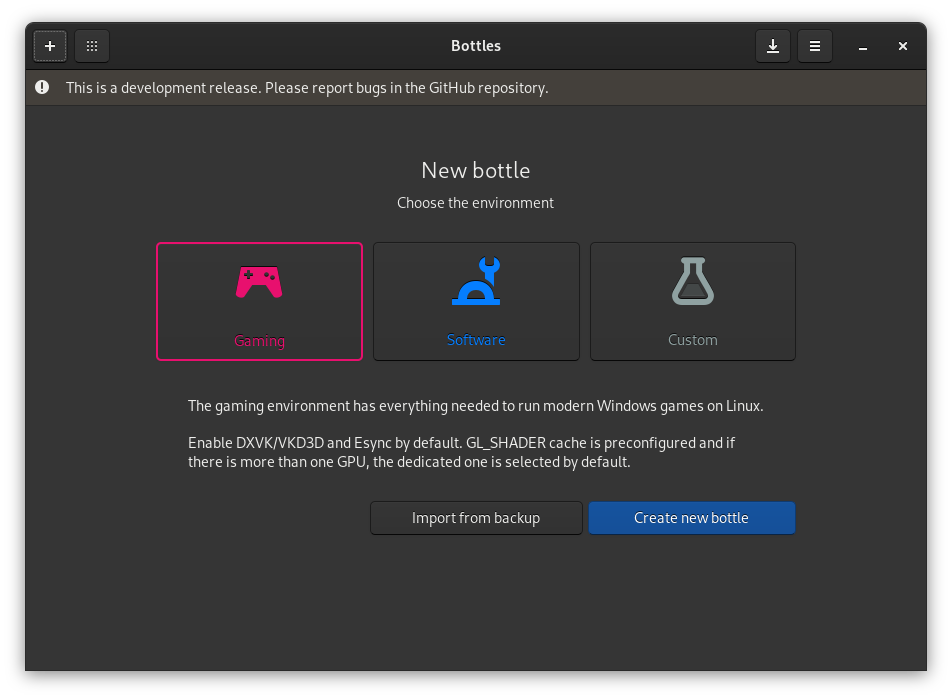 Bottles
This is a development release. Please report bugs in the GitHub repository.
New bottle
Choose the environment
Gaming
Software
Custom
The gaming environment has everything needed to run modern Windows games on Linux.
Enable DXVK/VKD3D and Esync by default. GL_SHADER cache is preconfigured and if
there is more than one GPU, the dedicated one is selected by default.
Import from backup
Create new bottle